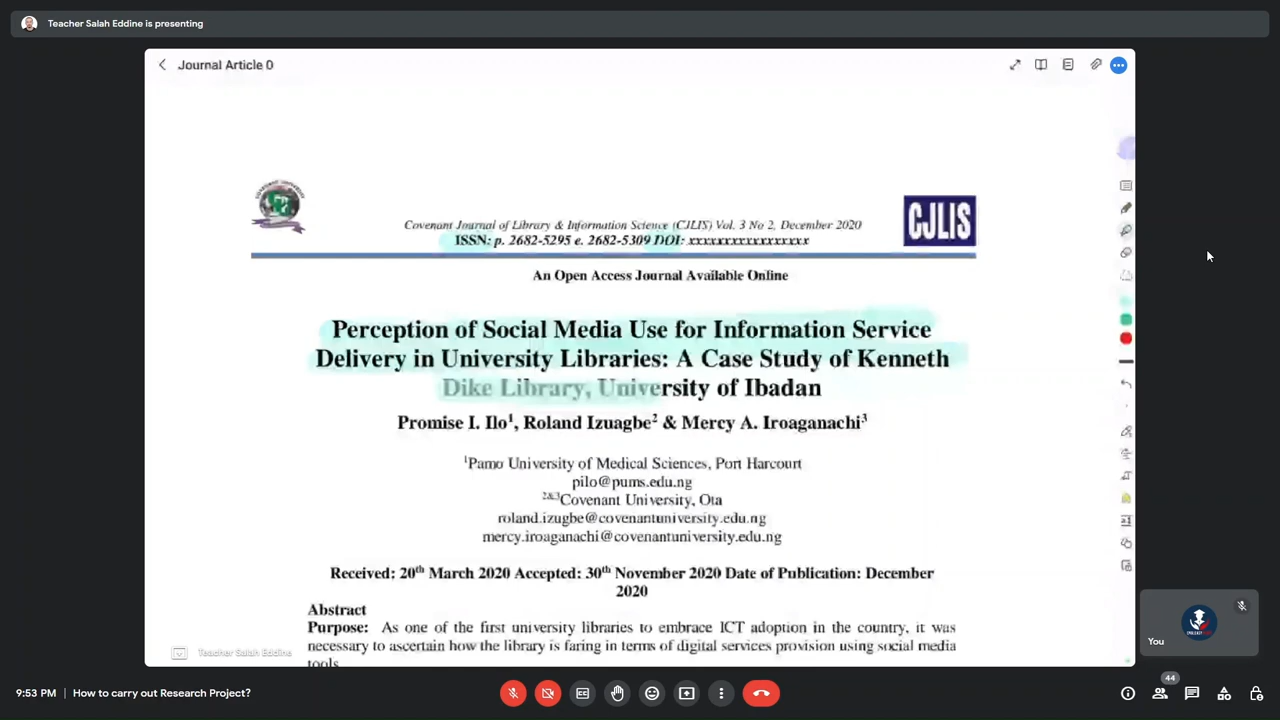 Teacher Salah Eddine is presenting
Journal Article 0
Covenant Journal of Library & Information Science (CJLIS) Vol. 3 No 2, December 2020
ISSN: p. 2682-5295 e. 2682-5309 DOI: xxxxxxxxxxxxxxxxx
CJLIS
An Open Access Journal Available Online
Perception of Social Media Use for Information Service
Delivery in University Libraries: A Case Study of Kenneth
Dike Library, University of Ibadan
Promise I. Ilo¹, Roland Izuagbe² & Mercy A. Iroaganachi³
¹Pamo University of Medical Sciences, Port Harcourt
pilo@pums.edu.ng
²&³Covenant University, Ota
roland.izugbe@covenantuniversity.edu.ng
mercy.iroaganachi@covenantuniversity.edu.ng
Received: 20th March 2020 Accepted: 30th November 2020 Date of Publication: December
2020
Abstract
Purpose: As one of the first university libraries to embrace ICT adoption in the country, it was
necessary to ascertain how the library is faring in terms of digital services provision using social media
tools
Teacher Salah Eddine
You
9:53 PM | How to carry out Research Project?
44